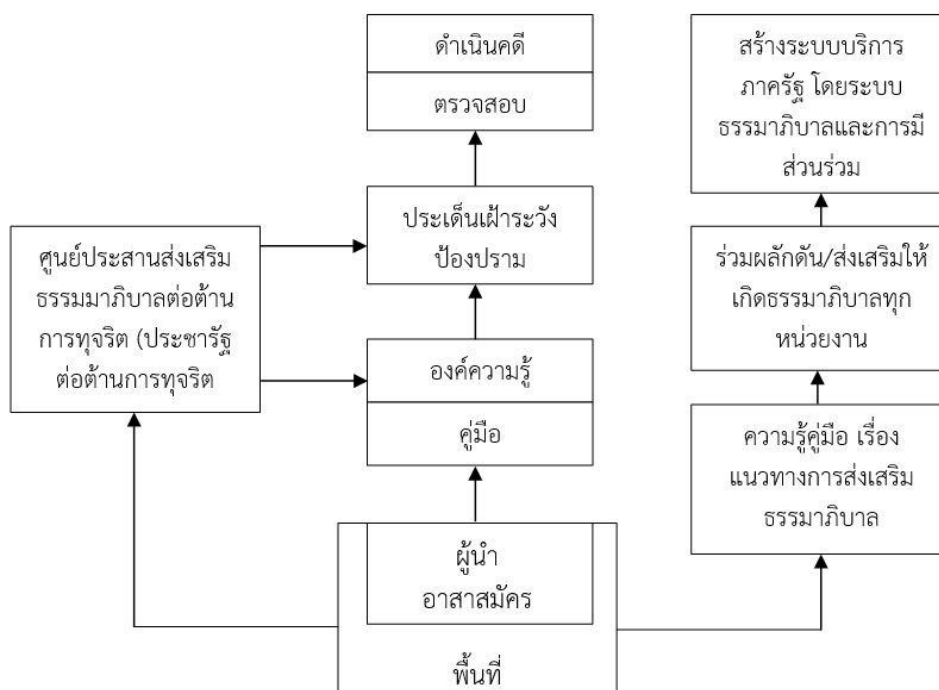 ดำเนินคดี
ตรวจสอบ
สร้างระบบบริการ
ภาครัฐ โดยระบบ
ธรรมาภิบาลและการมี
ส่วนร่วม
ประเด็นเฝ้าระวัง
ป้องปราม
ศูนย์ประสานส่งเสริม
ธรรมมาภิบาลต่อต้าน
การทุจริต (ประชารัฐ
ต่อต้านการทุจริต
ร่วมผลักดัน/ส่งเสริมให้
เกิดธรรมาภิบาลทุก
หน่วยงาน
องค์ความรู้
คู่มือ
ความรู้คู่มือ เรื่อง
แนวทางการส่งเสริม
ธรรมาภิบาล
ผู้นำ
อาสาสมัคร
พื้นที่